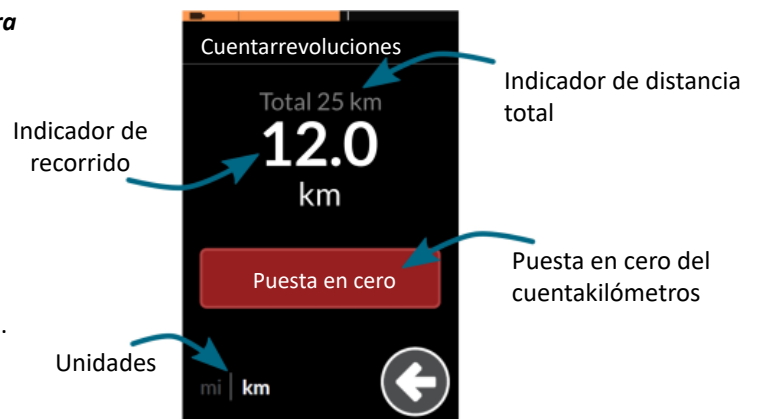 ra
Cuentarrevoluciones
Total 25 km
12.0
km
Puesta en cero
mi | km
Indicador de
recorrido
Indicador de distancia
total
Puesta en cero del
cuentakilómetros
.
Unidades